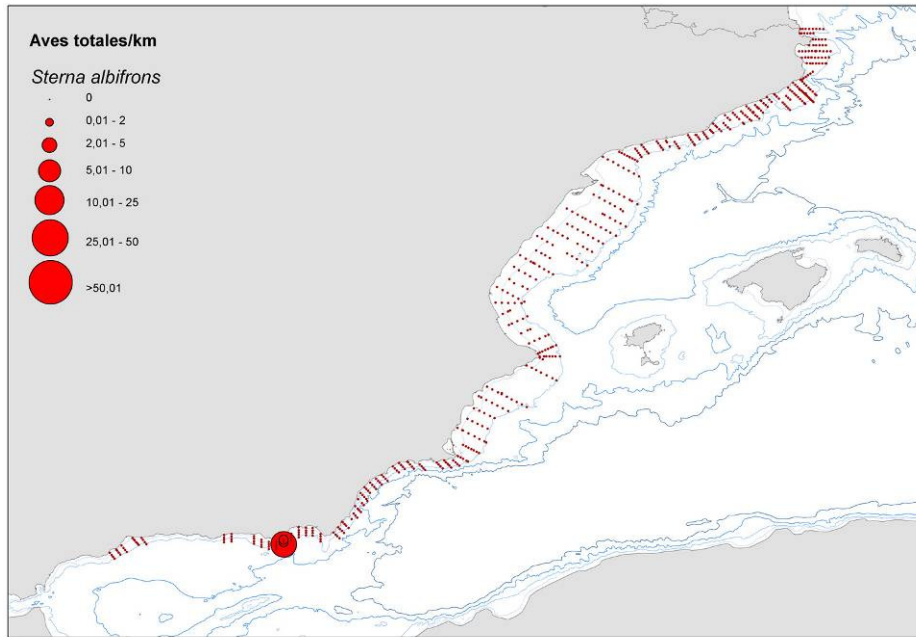 Aves totales/km
Sterna albifrons
0
0,01 - 2
2,01 - 5
5,01 - 10
10,01 - 25
25,01 - 50
>50,01